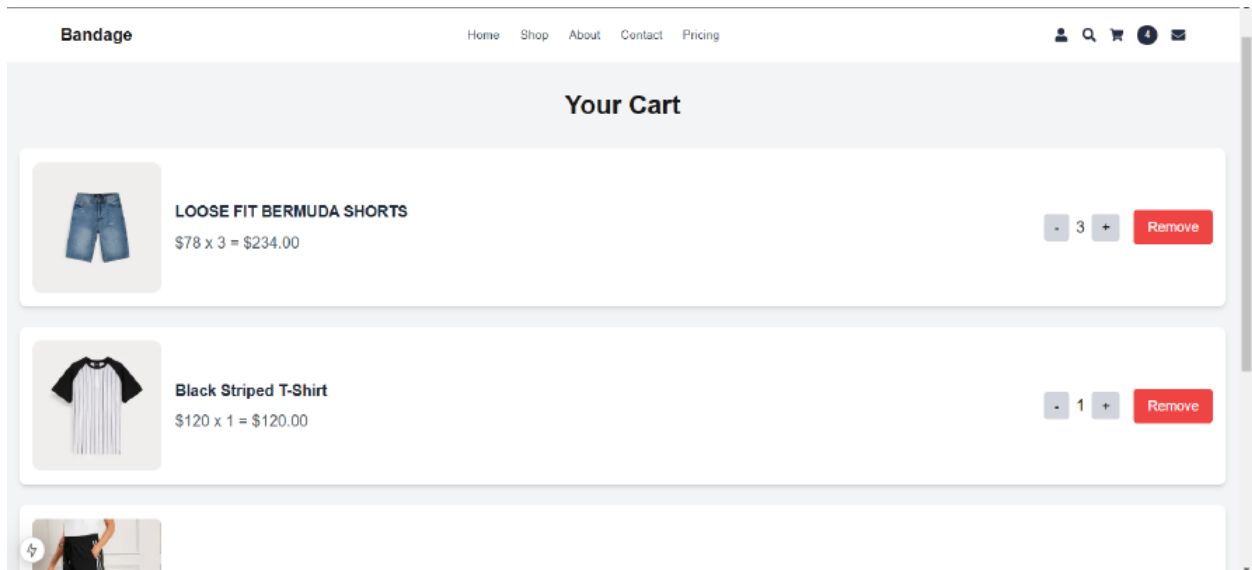 Bandage
Home Shop About Contact Pricing
4
Your Cart
LOOSE FIT BERMUDA SHORTS
$78 x 3 = $234.00
- 3 + Remove
Black Striped T-Shirt
$120 x 1 = $120.00
- 1 + Remove